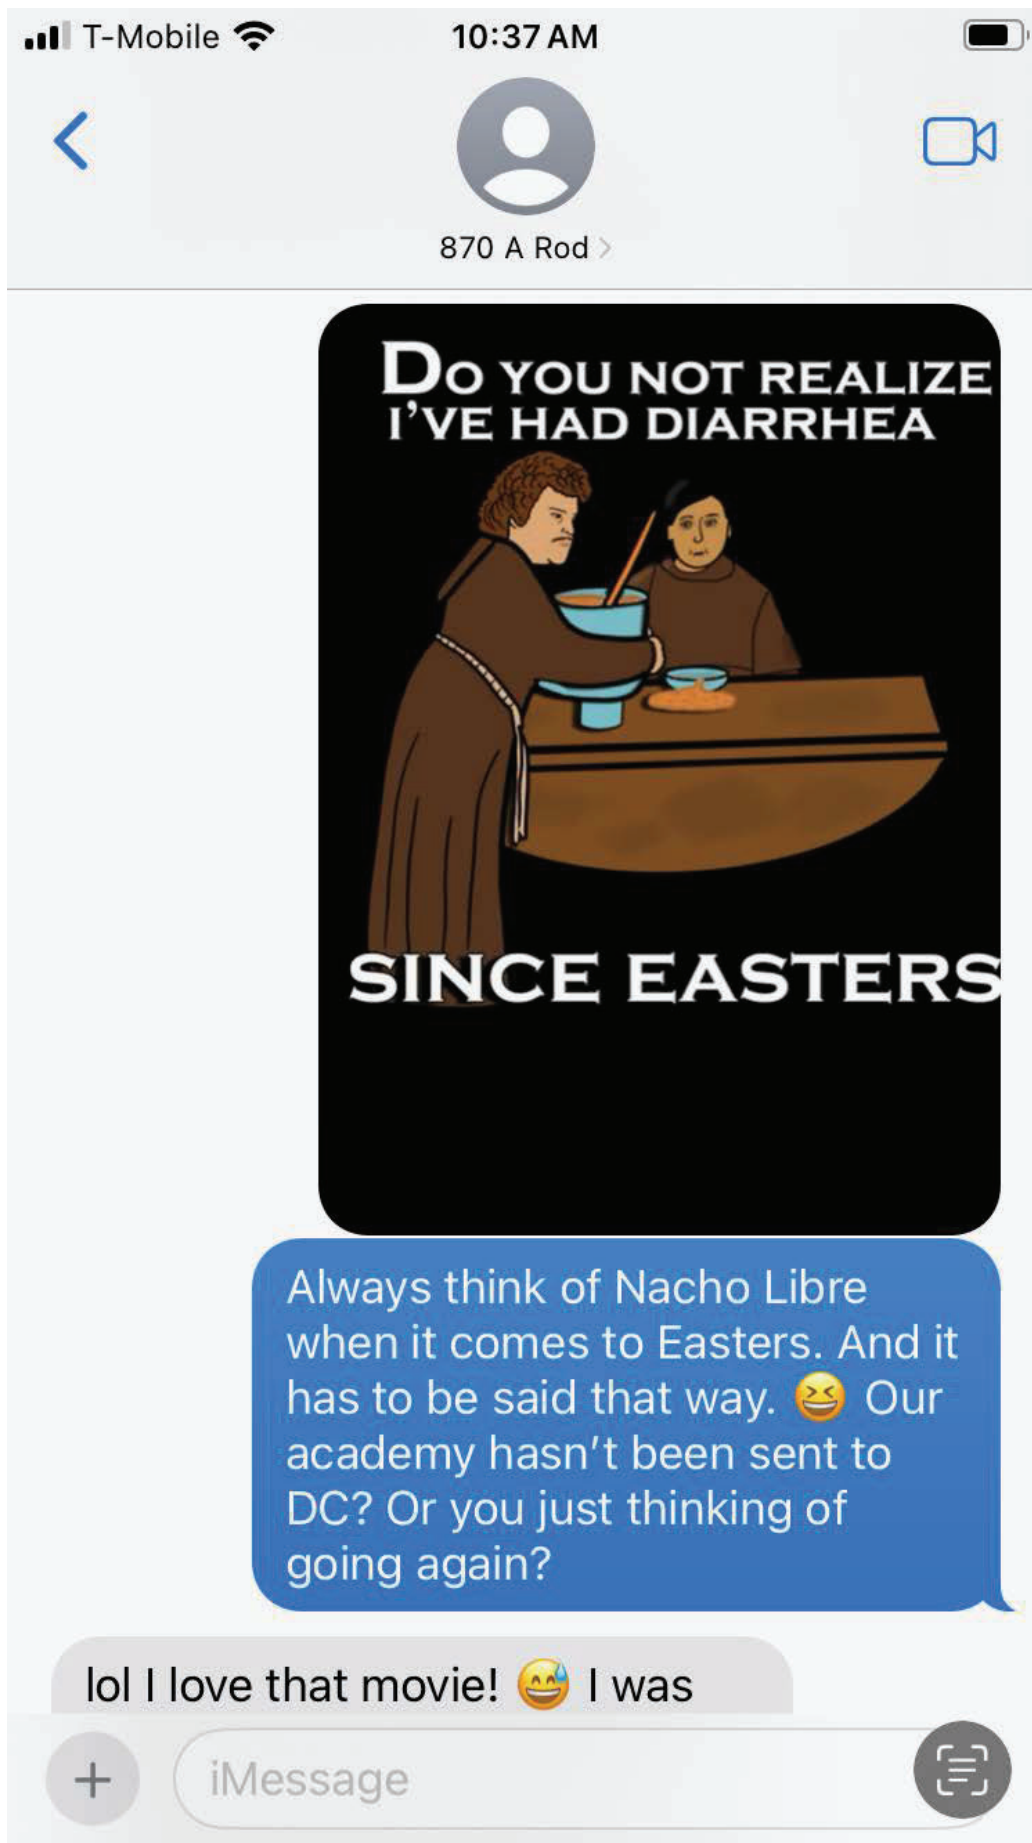 T-Mobile
10:37 AM
870 A Rod
DO YOU NOT REALIZE
I'VE HAD DIARRHEA
SINCE EASTERS
Always think of Nacho Libre
when it comes to Easters. And it
has to be said that way. 😆 Our
academy hasn't been sent to
DC? Or you just thinking of
going again?
lol I love that movie! 😅 I was
iMessage